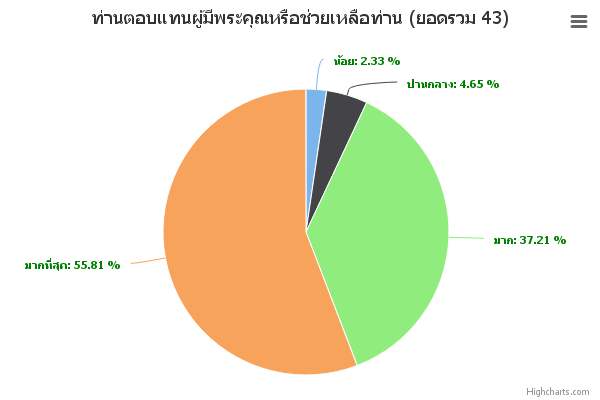 ท่านตอบแทนผู้มีพระคุณหรือช่วยเหลือท่าน (ยอดรวม 43)
น้อย: 2.33 %
ปานกลาง: 4.65 %
มาก: 37.21 %
มากที่สุด: 55.81 %
Highcharts.com